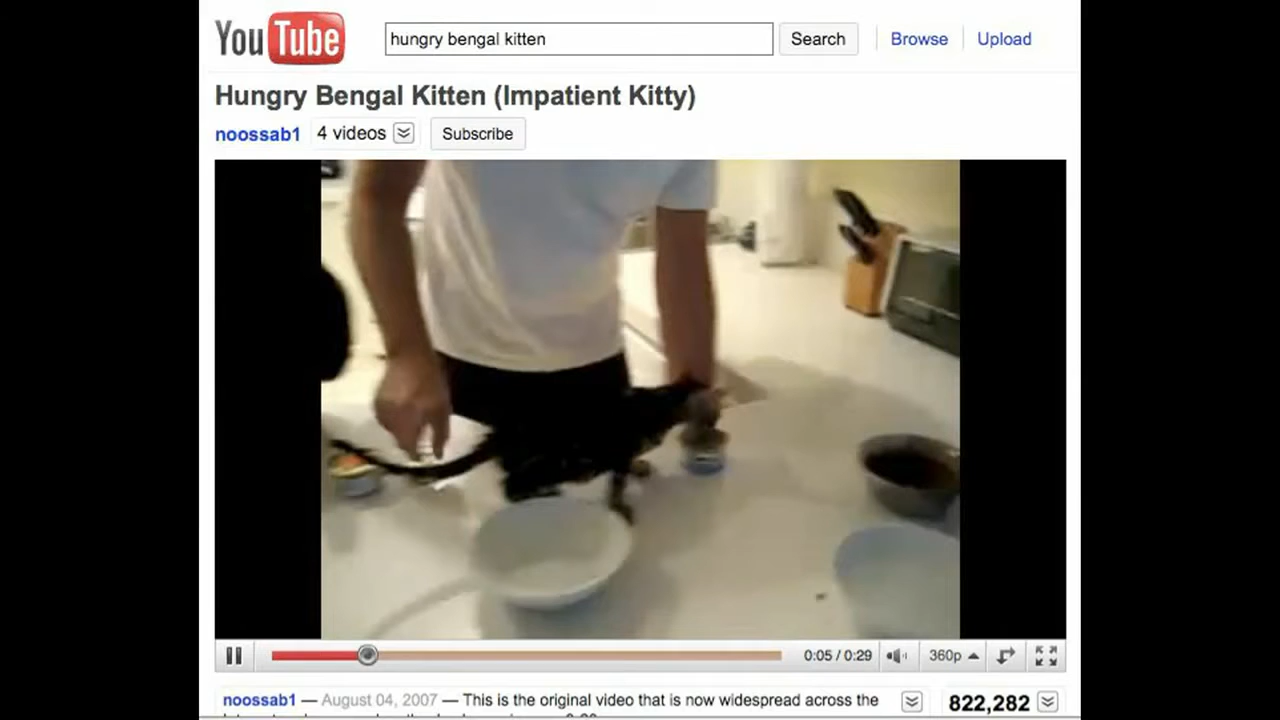 YouTube
hungry bengal kitten
Search
Browse
Upload
Hungry Bengal Kitten (Impatient Kitty)
noossab1
4 videos
Subscribe
0:05 / 0:29
360p
noossab1 — August 04, 2007 — This is the original video that is now widespread across the
822,282